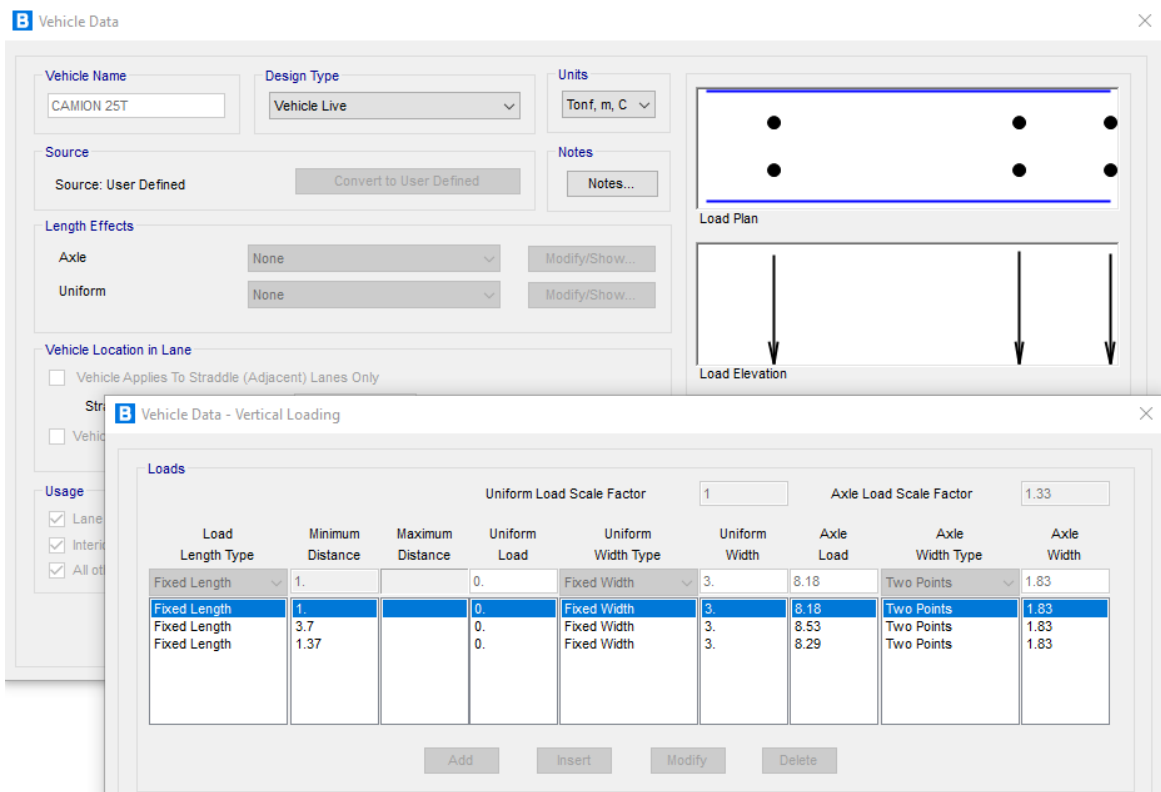 B Vehicle Data
Vehicle Name
Design Type
Units
CAMION 25T
Vehicle Live
Tonf, m, C
Source
Notes
Source: User Defined
Convert to User Defined
Notes...
Load Plan
Length Effects
Axle
None
Modify/Show...
Uniform
None
Modify/Show...
Load Elevation
Vehicle Location in Lane
Vehicle Applies To Straddle (Adjacent) Lanes Only
Usage
Lane
B Vehicle Data - Vertical Loading
Loads
Uniform Load Scale Factor 1 Axle Load Scale Factor 1.33
Load Minimum Maximum Uniform Uniform Uniform Axle Axle Axle
Length Type Distance Distance Load Width Type Width Load Width Type Width
Fixed Length 1. 0. Fixed Width 3. 8.18 Two Points 1.83
Fixed Length 1. 0. Fixed Width 3. 8.18 Two Points 1.83
Fixed Length 3.7 0. Fixed Width 3. 8.53 Two Points 1.83
Fixed Length 1.37 0. Fixed Width 3. 8.29 Two Points 1.83
Add Insert Modify Delete